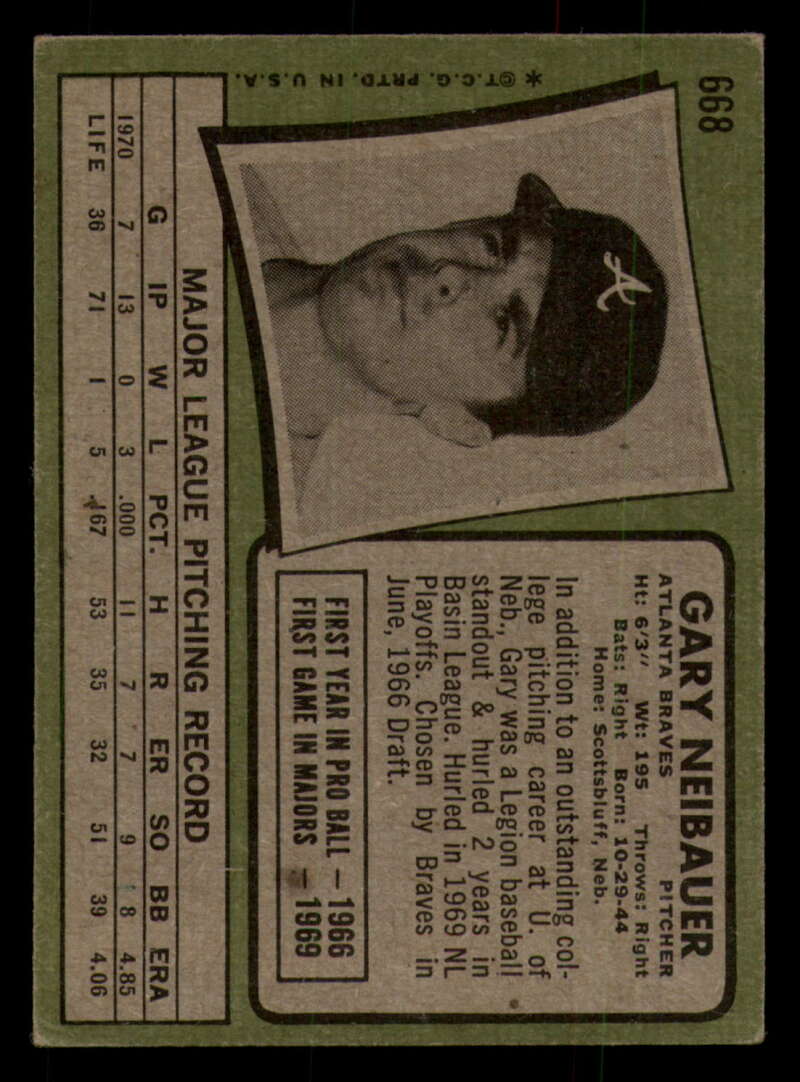 668
*©T.C.G. PRTD. IN U.S.A.
A
GARY NEIBAUER
ATLANTA BRAVES PITCHER
Ht: 6'3" Wt: 195 Throws: Right
Bats: Right Born: 10-29-44
Home: Scottsbluff, Neb.
In addition to an outstanding col-
lege pitching career at U. of
Neb., Gary was a Legion baseball
standout & hurled 2 years in
Basin League. Hurled in 1969 NL
Playoffs. Chosen by Braves in
June, 1966 Draft.
FIRST YEAR IN PRO BALL — 1966
FIRST GAME IN MAJORS — 1969
MAJOR LEAGUE PITCHING RECORD
G IP W L PCT. H R ER SO BB ERA
1970 7 13 0 3 .000 11 7 7 9 8 4.85
LIFE 36 71 1 5 .167 53 35 32 51 39 4.06